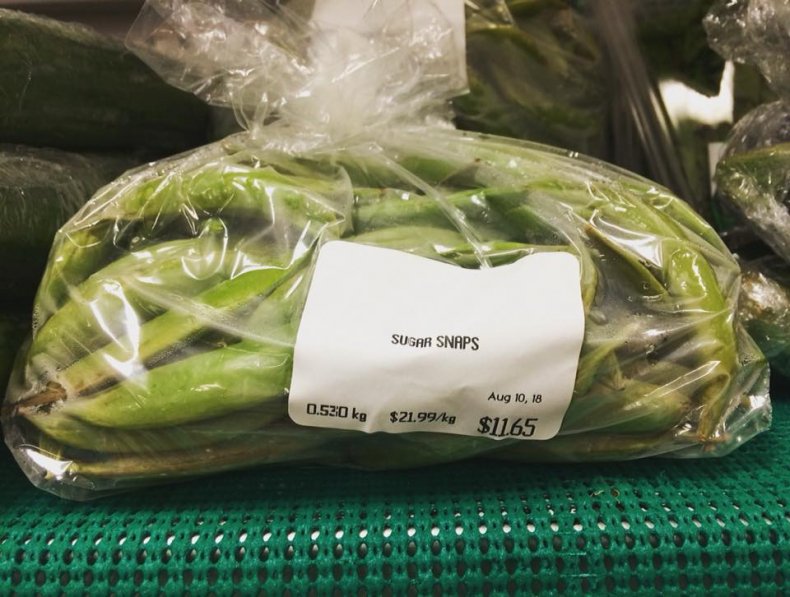 SUGAR SNAPS
Aug 10, 18
0.530 kg $21.99/kg $11.65